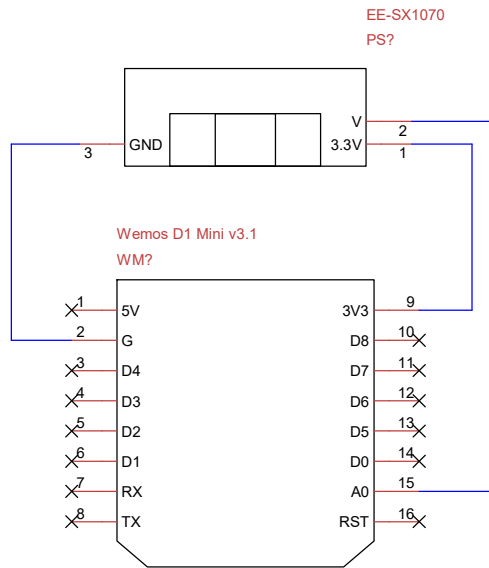 EE-SX1070
PS?
V
2
3 GND 3.3V
1
Wemos D1 Mini v3.1
WM?
1 5V 3V3 9
2 G D8 10
3 D4 D7 11
4 D3 D6 12
5 D2 D5 13
6 D1 D0 14
7 RX A0 15
8 TX RST 16